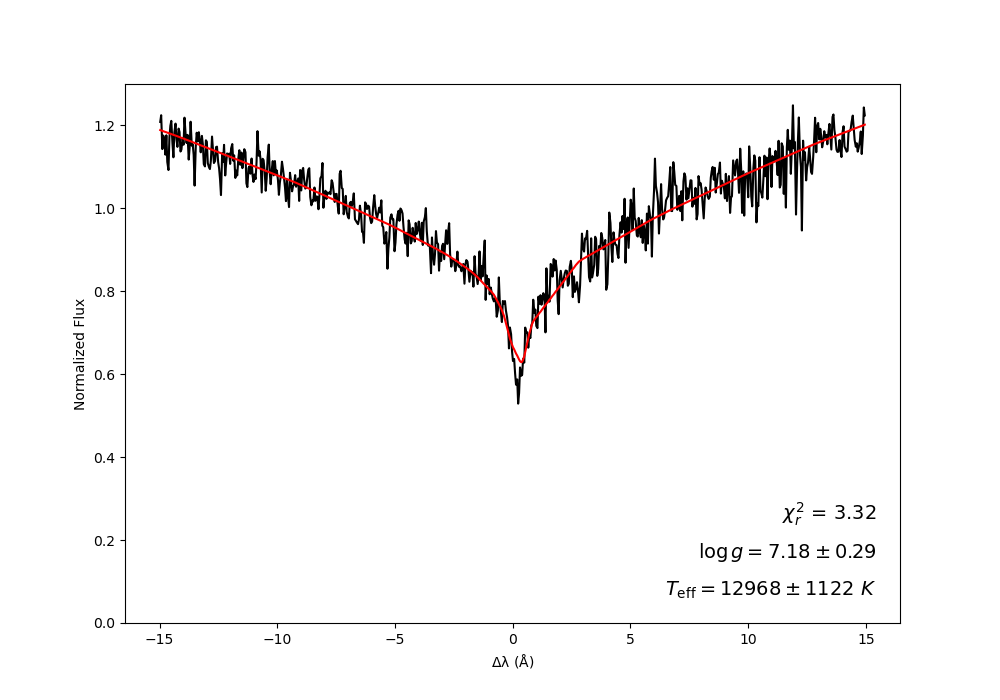 1.2
1.0
0.8
0.6
0.4
0.2
0.0
Normalized Flux
χ²ᵣ = 3.32
log g = 7.18 ± 0.29
T_eff = 12968 ± 1122 K
−15 −10 −5 0 5 10 15
Δλ (Å)